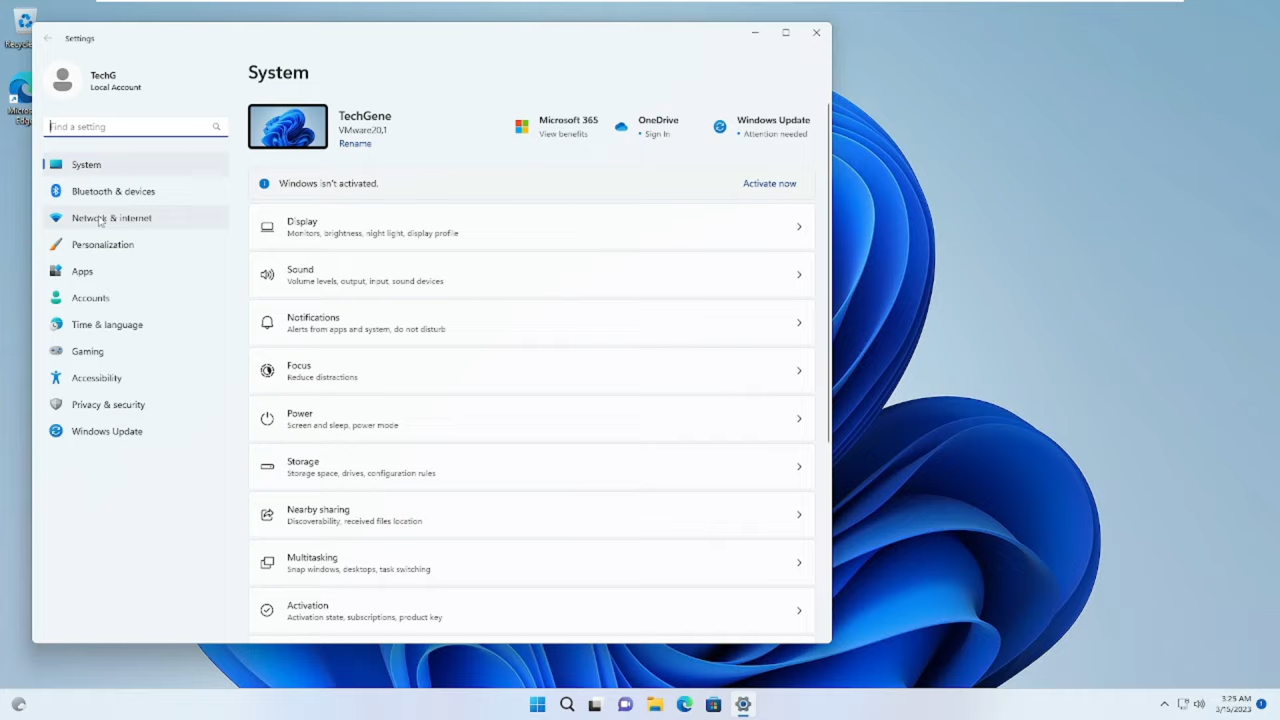 Settings
TechG
Local Account
Find a setting
System
Bluetooth & devices
Network & internet
Personalization
Apps
Accounts
Time & language
Gaming
Accessibility
Privacy & security
Windows Update
System
TechGene
VMware20,1
Rename
Microsoft 365
View benefits
OneDrive
• Sign In
Windows Update
• Attention needed
Windows isn't activated.
Activate now
Display
Monitors, brightness, night light, display profile
Sound
Volume levels, output, input, sound devices
Notifications
Alerts from apps and system, do not disturb
Focus
Reduce distractions
Power
Screen and sleep, power mode
Storage
Storage space, drives, configuration rules
Nearby sharing
Discoverability, received files location
Multitasking
Snap windows, desktops, task switching
Activation
Activation state, subscriptions, product key
3:25 AM
3/15/2023